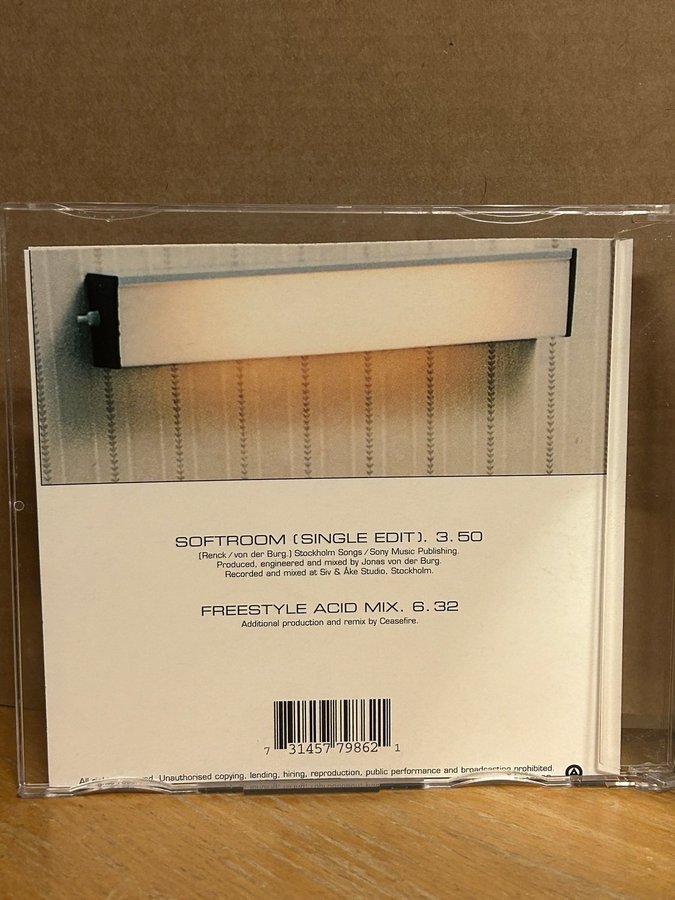 SOFTROOM (SINGLE EDIT). 3.50
(Renck/von der Burg.) Stockholm Songs/Sony Music Publishing.
Produced, engineered and mixed by Jonas von der Burg.
Recorded and mixed at Siv & Åke Studio, Stockholm.
FREESTYLE ACID MIX. 6.32
Additional production and remix by Ceasefire.
7 31457 79862 1
All Unauthorised copying, lending, hiring, reproduction, public performance and broadcasting prohibited.